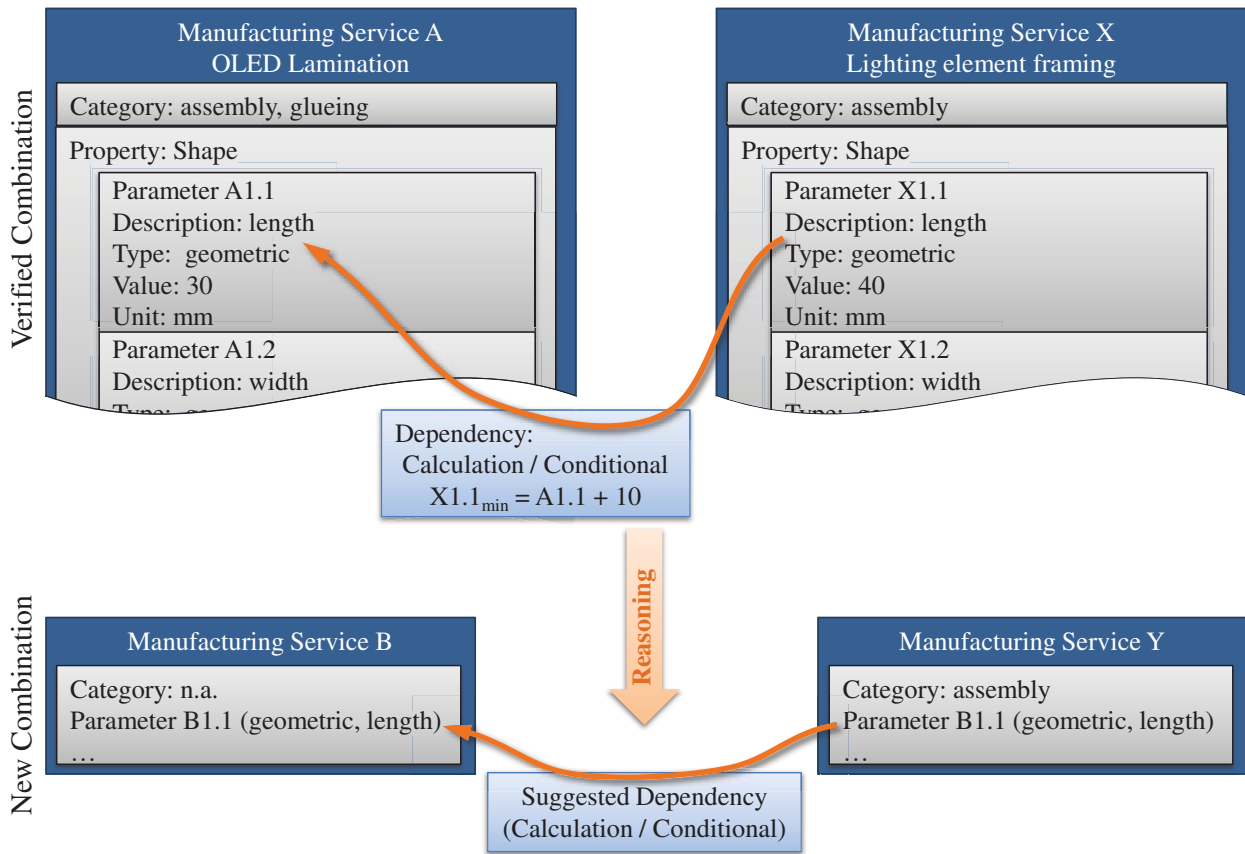 Verified Combination
Manufacturing Service A
OLED Lamination
Category: assembly, glueing
Property: Shape
Parameter A1.1
Description: length
Type:  geometric
Value: 30
Unit: mm
Parameter A1.2
Description: width
Manufacturing Service X
Lighting element framing
Category: assembly
Property: Shape
Parameter X1.1
Description: length
Type: geometric
Value: 40
Unit: mm
Parameter X1.2
Description: width
Dependency:
Calculation / Conditional
X1.1min = A1.1 + 10
Reasoning
New Combination
Manufacturing Service B
Category: n.a.
Parameter B1.1 (geometric, length)
…
Manufacturing Service Y
Category: assembly
Parameter B1.1 (geometric, length)
…
Suggested Dependency
(Calculation / Conditional)